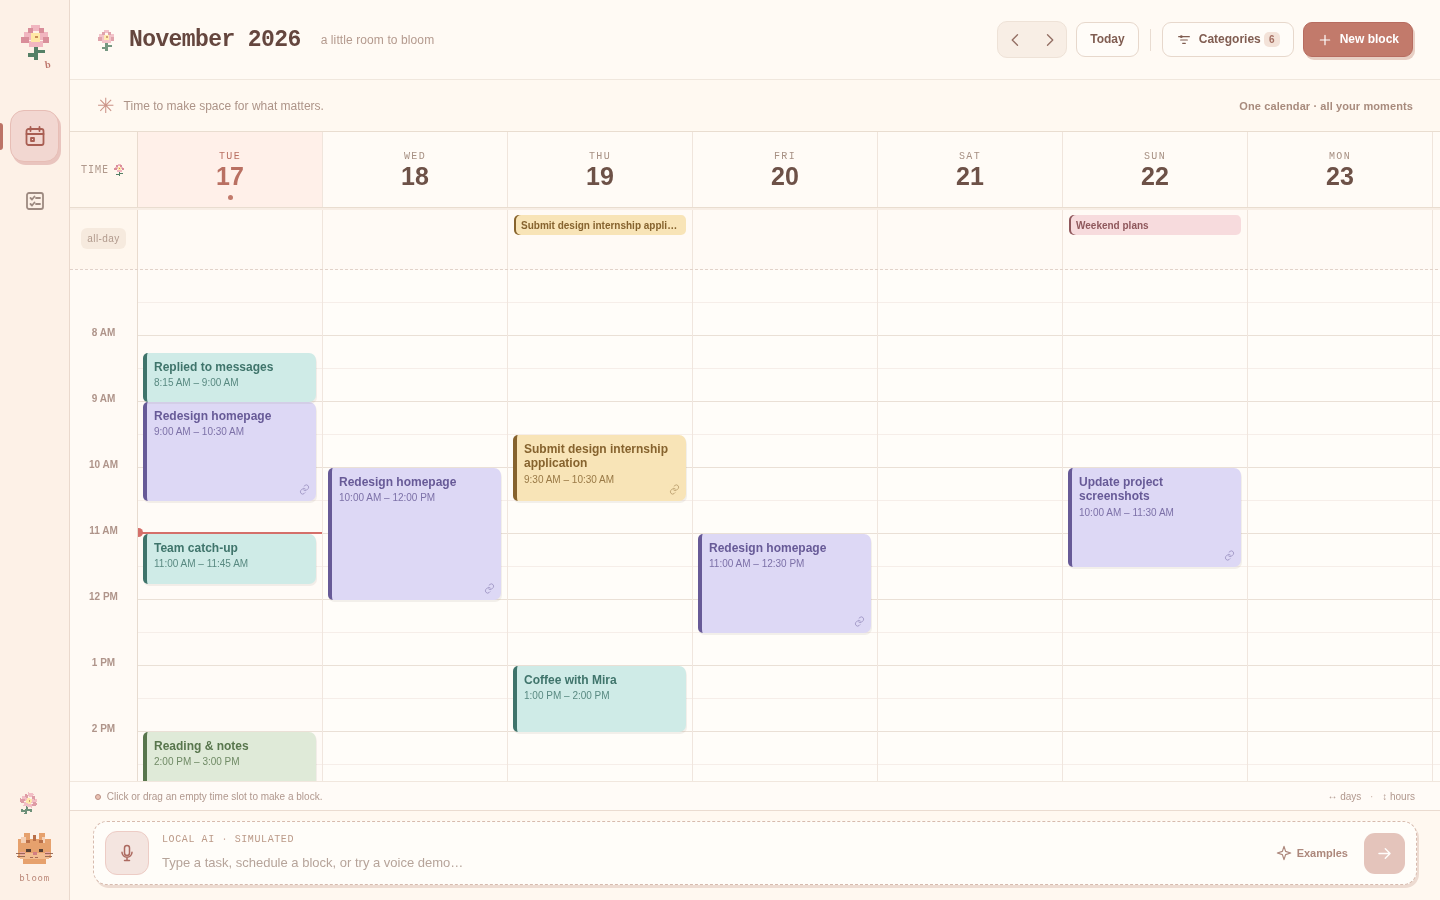 b
November 2026
a little room to bloom
Today
Categories 6
New block
Time to make space for what matters.
One calendar · all your moments
TIME
TUE
17
WED
18
THU
19
FRI
20
SAT
21
SUN
22
MON
23
all-day
Submit design internship appli…
Weekend plans
8 AM
9 AM
10 AM
11 AM
12 PM
1 PM
2 PM
Replied to messages
8:15 AM – 9:00 AM
Redesign homepage
9:00 AM – 10:30 AM
Team catch-up
11:00 AM – 11:45 AM
Reading & notes
2:00 PM – 3:00 PM
Redesign homepage
10:00 AM – 12:00 PM
Submit design internship
application
9:30 AM – 10:30 AM
Coffee with Mira
1:00 PM – 2:00 PM
Redesign homepage
11:00 AM – 12:30 PM
Update project
screenshots
10:00 AM – 11:30 AM
Click or drag an empty time slot to make a block.
↔ days · ↕ hours
LOCAL AI · SIMULATED
Type a task, schedule a block, or try a voice demo…
Examples
bloom